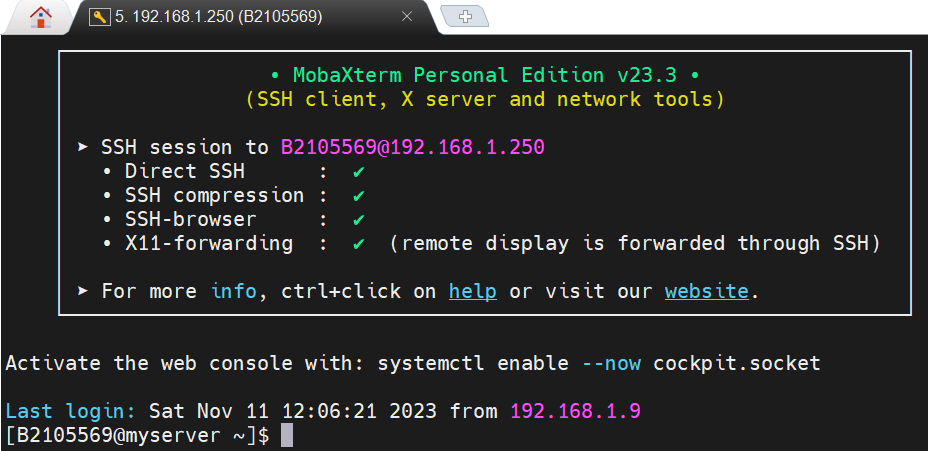 5. 192.168.1.250 (B2105569)
• MobaXterm Personal Edition v23.3 •
(SSH client, X server and network tools)
➤ SSH session to B2105569@192.168.1.250
• Direct SSH : ✔
• SSH compression : ✔
• SSH-browser : ✔
• X11-forwarding : ✔ (remote display is forwarded through SSH)
➤ For more info, ctrl+click on help or visit our website.
Activate the web console with: systemctl enable --now cockpit.socket
Last login: Sat Nov 11 12:06:21 2023 from 192.168.1.9
[B2105569@myserver ~]$